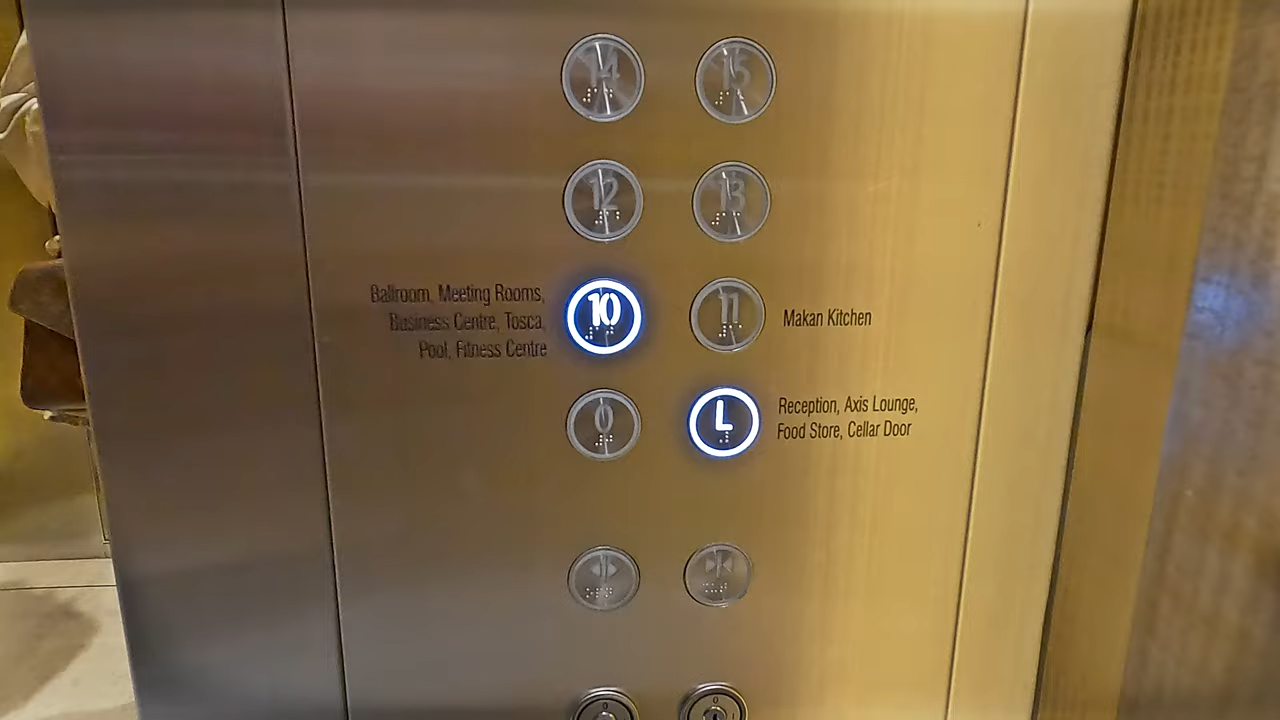 14 15
12 13
Ballroom, Meeting Rooms,
Business Centre, Tosca,
Pool, Fitness Centre
10 11
Makan Kitchen
0 L
Reception, Axis Lounge,
Food Store, Cellar Door